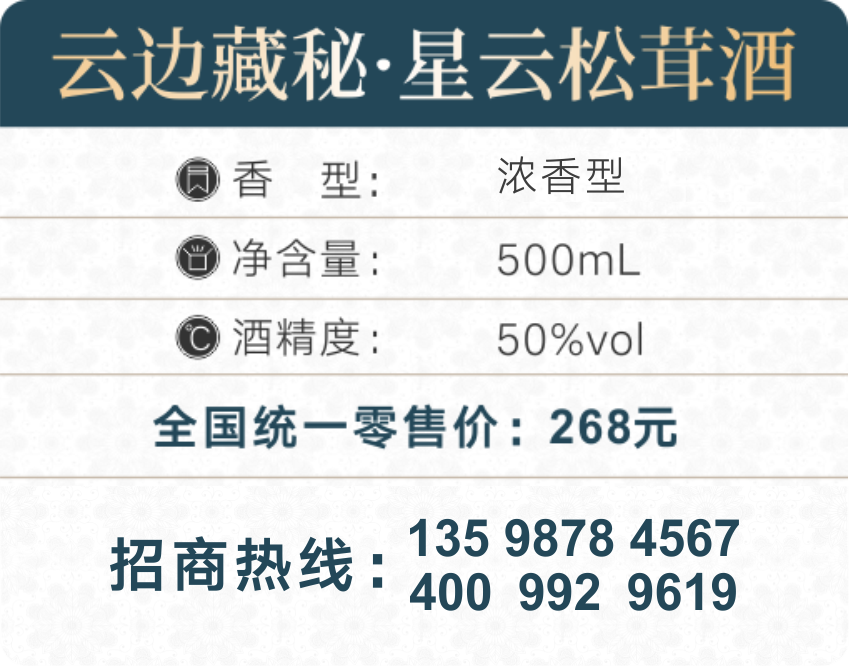 云边藏秘·星云松茸酒
香 型: 浓香型
净含量: 500mL
酒精度: 50%vol
全国统一零售价: 268元
招商热线: 135 9878 4567
400 992 9619